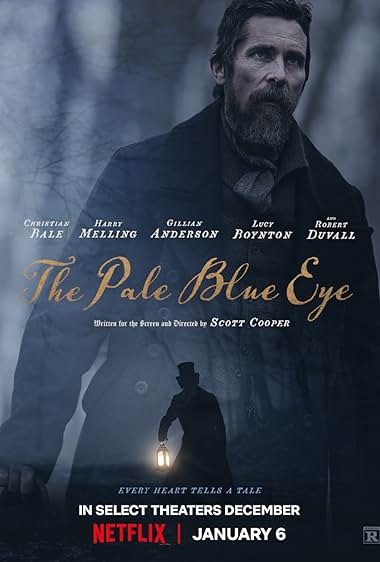 Christian Bale Harry Melling Gillian Anderson Lucy Boynton and Robert Duvall
The Pale Blue Eye
Written for the Screen and Directed by Scott Cooper
EVERY HEART TELLS A TALE
IN SELECT THEATERS DECEMBER
NETFLIX | JANUARY 6
R